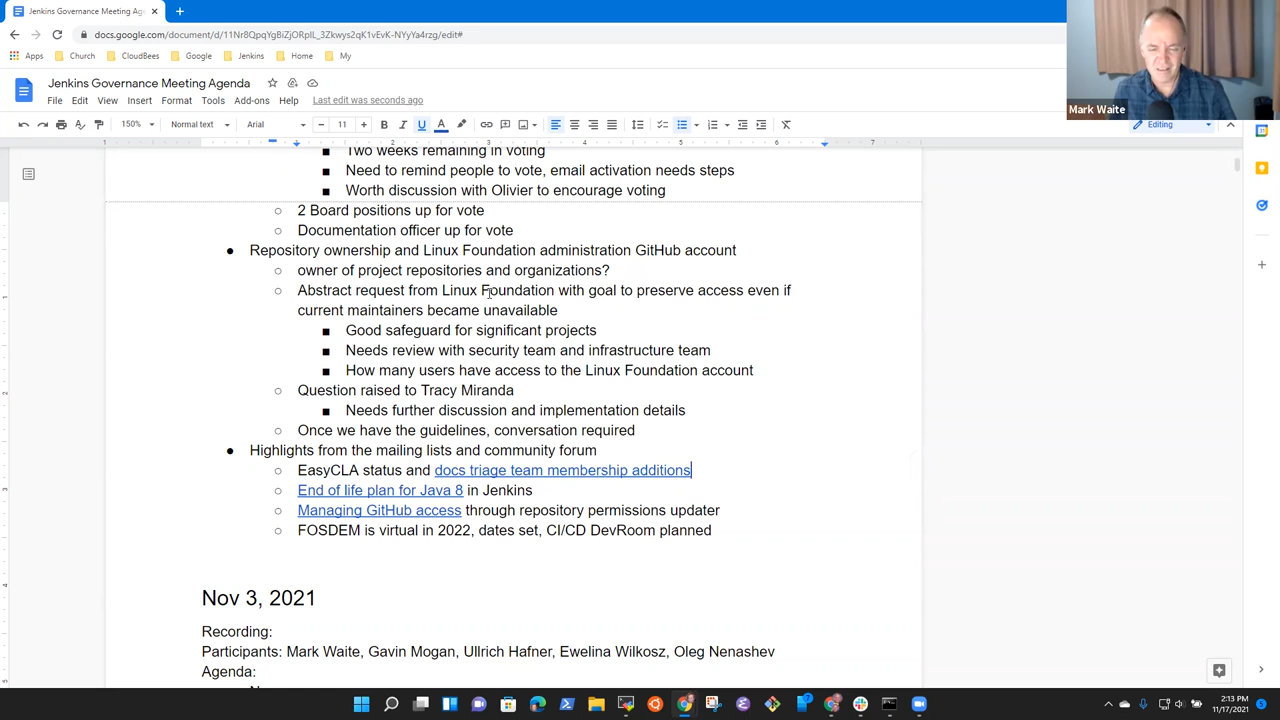 Jenkins Governance Meeting Ag
docs.google.com/document/d/11Nr8QpqYgBiZjORplL_3Zkwys2qK1vEvK-NYyYa4rzg/edit#
Apps Church CloudBees Google Jenkins Home My
Jenkins Governance Meeting Agenda
File Edit View Insert Format Tools Add-ons Help Last edit was seconds ago
150% Normal text Arial 11 Editing
Mark Waite
1 1 2 3 4 5 6 7
Two weeks remaining in voting
Need to remind people to vote, email activation needs steps
Worth discussion with Olivier to encourage voting
2 Board positions up for vote
Documentation officer up for vote
Repository ownership and Linux Foundation administration GitHub account
owner of project repositories and organizations?
Abstract request from Linux Foundation with goal to preserve access even if
current maintainers became unavailable
Good safeguard for significant projects
Needs review with security team and infrastructure team
How many users have access to the Linux Foundation account
Question raised to Tracy Miranda
Needs further discussion and implementation details
Once we have the guidelines, conversation required
Highlights from the mailing lists and community forum
EasyCLA status and docs triage team membership additions
End of life plan for Java 8 in Jenkins
Managing GitHub access through repository permissions updater
FOSDEM is virtual in 2022, dates set, CI/CD DevRoom planned
Nov 3, 2021
Recording:
Participants: Mark Waite, Gavin Mogan, Ullrich Hafner, Ewelina Wilkosz, Oleg Nenashev
Agenda:
2:13 PM
11/17/2021